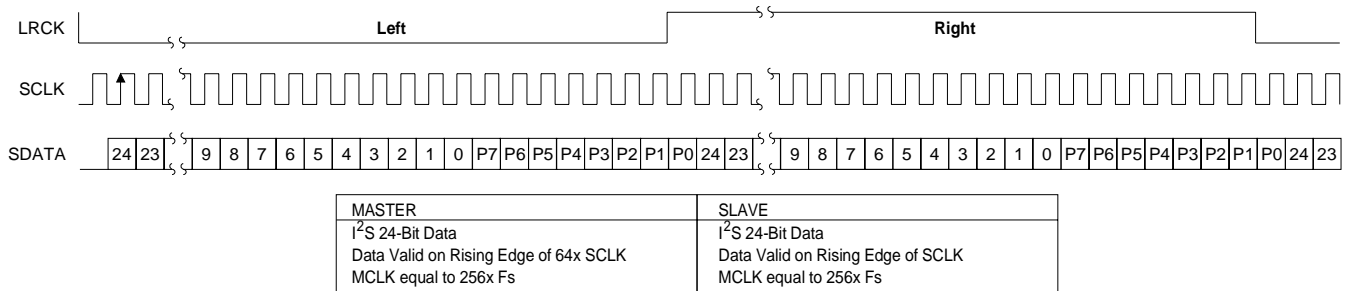 LRCK Left Right
SCLK
SDATA 24 23 9 8 7 6 5 4 3 2 1 0 P7 P6 P5 P4 P3 P2 P1 P0 24 23 9 8 7 6 5 4 3 2 1 0 P7 P6 P5 P4 P3 P2 P1 P0 24 23
MASTER SLAVE
I²S 24-Bit Data I²S 24-Bit Data
Data Valid on Rising Edge of 64x SCLK Data Valid on Rising Edge of SCLK
MCLK equal to 256x Fs MCLK equal to 256x Fs